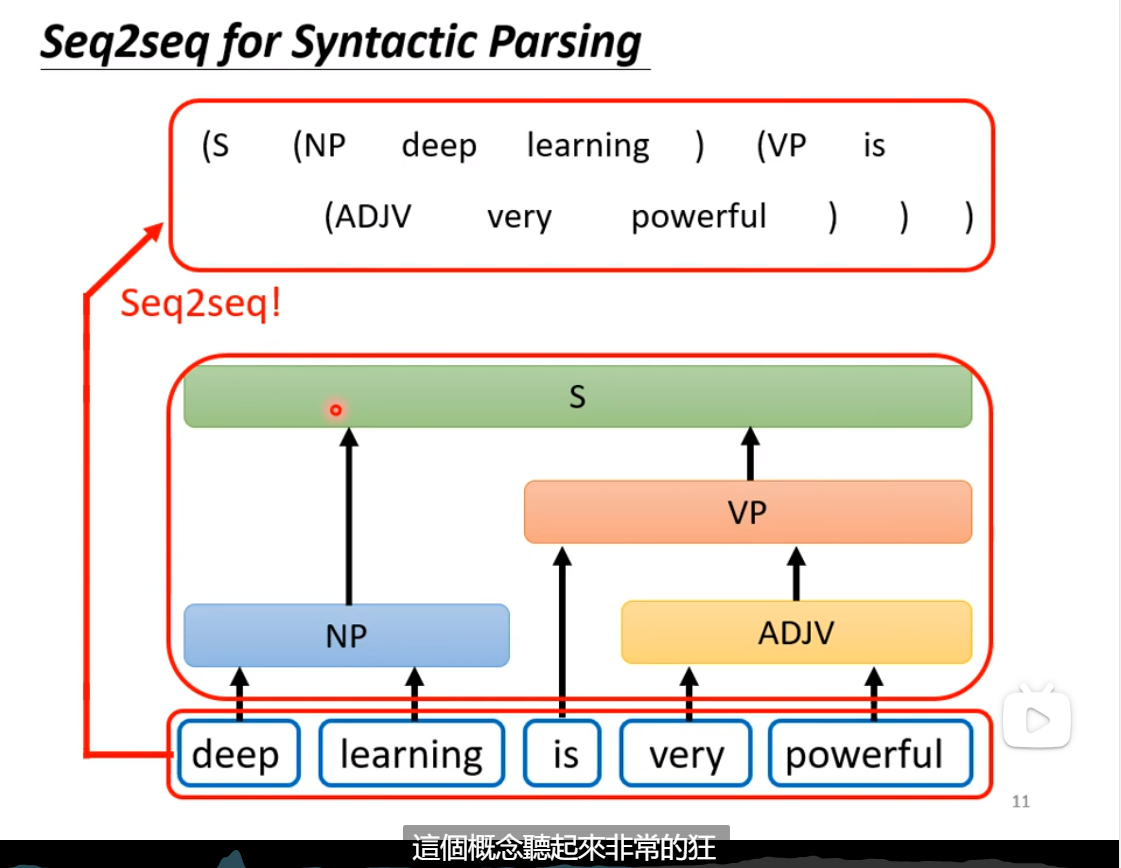 Seq2seq for Syntactic Parsing
(S (NP deep learning ) (VP is
(ADJV very powerful ) ) )
Seq2seq!
S
VP
NP
ADJV
deep learning is very powerful
11
這個概念聽起來非常的狂